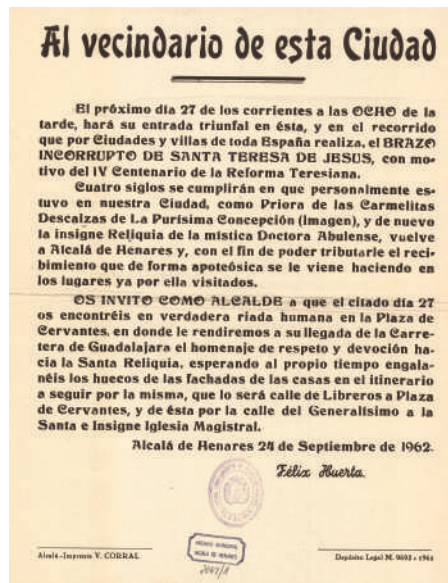 Al vecindario de esta Ciudad
El próximo dia 27 de los corrientes a las OCHO de la
tarde, hará su entrada triunfal en ésta, y en el recorrido
que por Ciudades y villas de toda España realiza, el BRAZO
INCORRUPTO DE SANTA TERESA DE JESUS, con mo-
tivo del IV Centenario de la Reforma Teresiana.
Cuatro siglos se cumplirán en que personalmente es-
tuvo en nuestra Ciudad, como Priora de las Carmelitas
Descalzas de La Purísima Concepción (Imagen), y de nuevo
la insigne Reliquia de la mística Doctora Abulense, vuelve
a Alcalá de Henares y, con el fin de poder tributarle el reci-
bimiento que de forma apoteósica se le viene haciendo en
los lugares ya por ella visitados.
OS INVITO COMO ALCALDE a que el citado día 27
os encontréis en verdadera riada humana en la Plaza de
Cervantes, en donde le rendiremos a su llegada de la Carre-
tera de Guadalajara el homenaje de respeto y devoción ha-
cia la Santa Reliquia, esperando al propio tiempo engala-
néis los huecos de las fachadas de las casas en el itinerario
a seguir por la misma, que lo será calle de Libreros a Plaza
de Cervantes, y de ésta por la calle del Generalísimo a la
Santa e Insigne Iglesia Magistral.
Alcalá de Henares 24 de Septiembre de 1962.
Félix Huerta.
ARCHIVO MUNICIPAL
ALCALA DE HENARES
Alcalá-Imprenta V. CORRAL
Depósito Legal M. 9693 - 1961